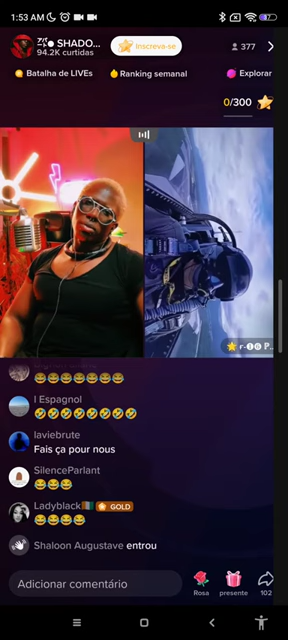 1:53 AM
SHADO...
94.2K curtidas
Inscreva-se
377
Batalha de LIVEs
Ranking semanal
Explorar
0/300
😂😂😂😂😂😂😂
I Espagnol
🤣🤣🤣🤣🤣🤣🤣🤣
laviebrute
Fais ça pour nous
SilenceParlant
😂😂😂
Ladyblack GOLD
😂😂😂😂
Shaloon Augustave entrou
Adicionar comentário
Rosa
presente
102